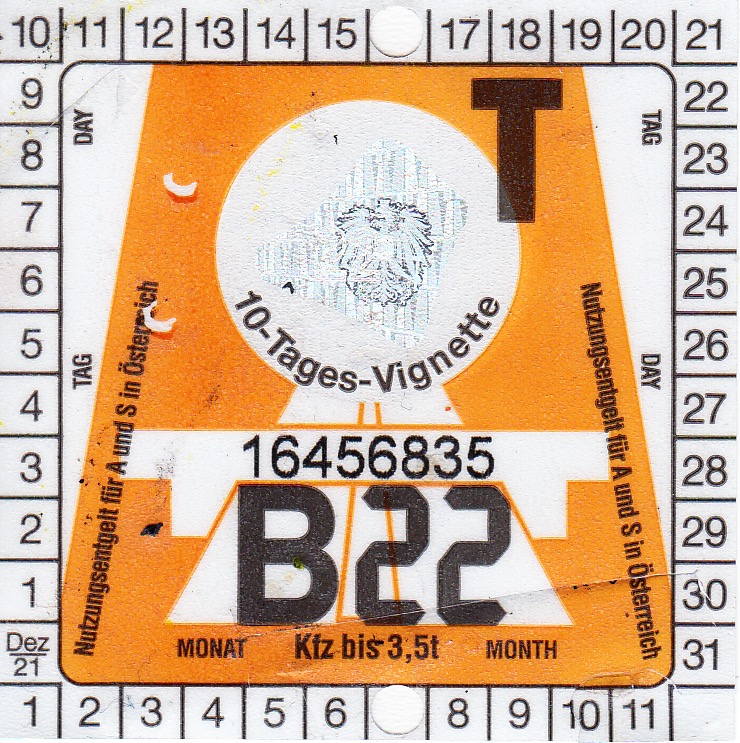 10 11 12 13 14 15 17 18 19 20 21
9 22
8 23
7 24
6 25
5 26
4 27
3 28
2 29
1 30
Dez 21 31
1 2 3 4 5 6 8 9 10 11
DAY
TAG
T
TAG
DAY
10-Tages-Vignette
Nutzungsentgelt für A und S in Österreich
Nutzungsentgelt für A und S in Österreich
16456835
B22
MONAT Kfz bis 3,5t MONTH